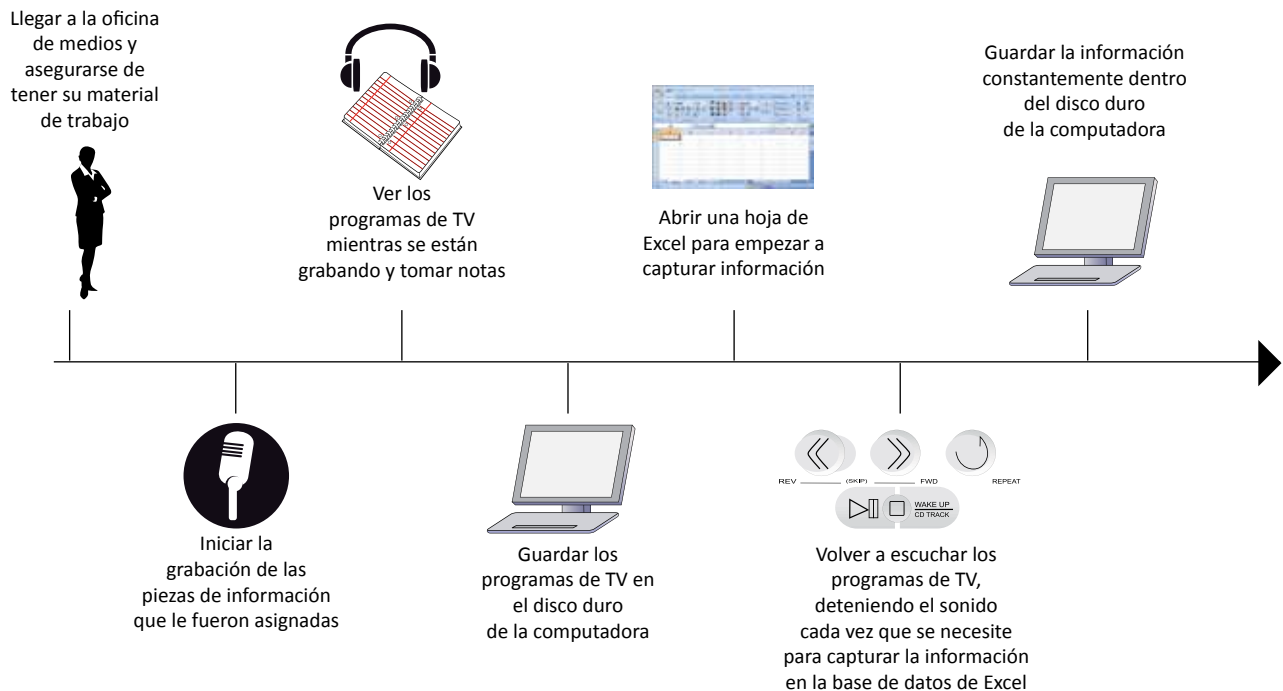 Llegar a la oficina
de medios y
asegurarse de
tener su material
de trabajo
Iniciar la
grabación de las
piezas de información
que le fueron asignadas
Ver los
programas de TV
mientras se están
grabando y tomar notas
Guardar los
programas de TV en
el disco duro
de la computadora
Abrir una hoja de
Excel para empezar a
capturar información
REV (SKIP) FWD REPEAT
WAKE UP
CD TRACK
Volver a escuchar los
programas de TV,
deteniendo el sonido
cada vez que se necesite
para capturar la información
en la base de datos de Excel
Guardar la información
constantemente dentro
del disco duro
de la computadora